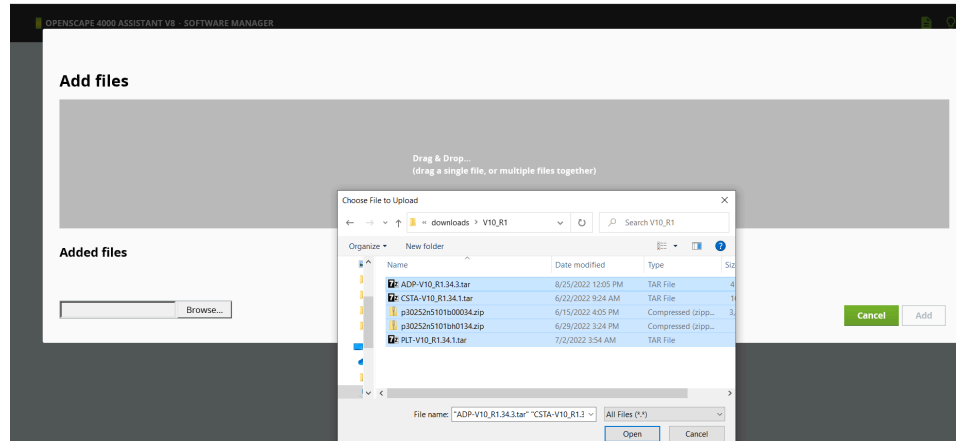 OPENSCAPE 4000 ASSISTANT V8 - SOFTWARE MANAGER
Add files
Drag & Drop...
(drag a single file, or multiple files together)
Choose File to Upload
« downloads > V10_R1
Search V10_R1
Organize
New folder
Name Date modified Type Siz
ADP-V10_R1.34.3.tar 8/25/2022 12:05 PM TAR File 4
CSTA-V10_R1.34.1.tar 6/22/2022 9:24 AM TAR File 16
p30252n5101b00034.zip 6/15/2022 4:05 PM Compressed (zipp... 3,
p30252n5101bh0134.zip 6/29/2022 3:24 PM Compressed (zipp...
PLT-V10_R1.34.1.tar 7/2/2022 3:54 AM TAR File
File name: "ADP-V10_R1.34.3.tar" "CSTA-V10_R1.3 All Files (*.*)
Open Cancel
Added files
Browse...
Cancel Add